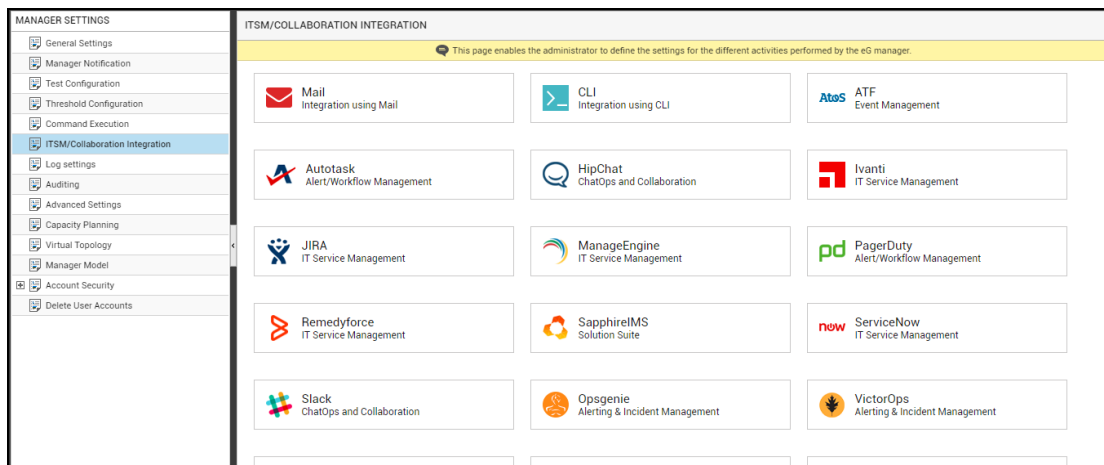 MANAGER SETTINGS
General Settings
Manager Notification
Test Configuration
Threshold Configuration
Command Execution
ITSM/Collaboration Integration
Log settings
Auditing
Advanced Settings
Capacity Planning
Virtual Topology
Manager Model
Account Security
Delete User Accounts
ITSM/COLLABORATION INTEGRATION
This page enables the administrator to define the settings for the different activities performed by the eG manager.
Mail
Integration using Mail
CLI
Integration using CLI
Atos
ATF
Event Management
Autotask
Alert/Workflow Management
HipChat
ChatOps and Collaboration
Ivanti
IT Service Management
JIRA
IT Service Management
ManageEngine
IT Service Management
pd
PagerDuty
Alert/Workflow Management
Remedyforce
IT Service Management
SapphireIMS
Solution Suite
now
ServiceNow
IT Service Management
Slack
ChatOps and Collaboration
Opsgenie
Alerting & Incident Management
VictorOps
Alerting & Incident Management